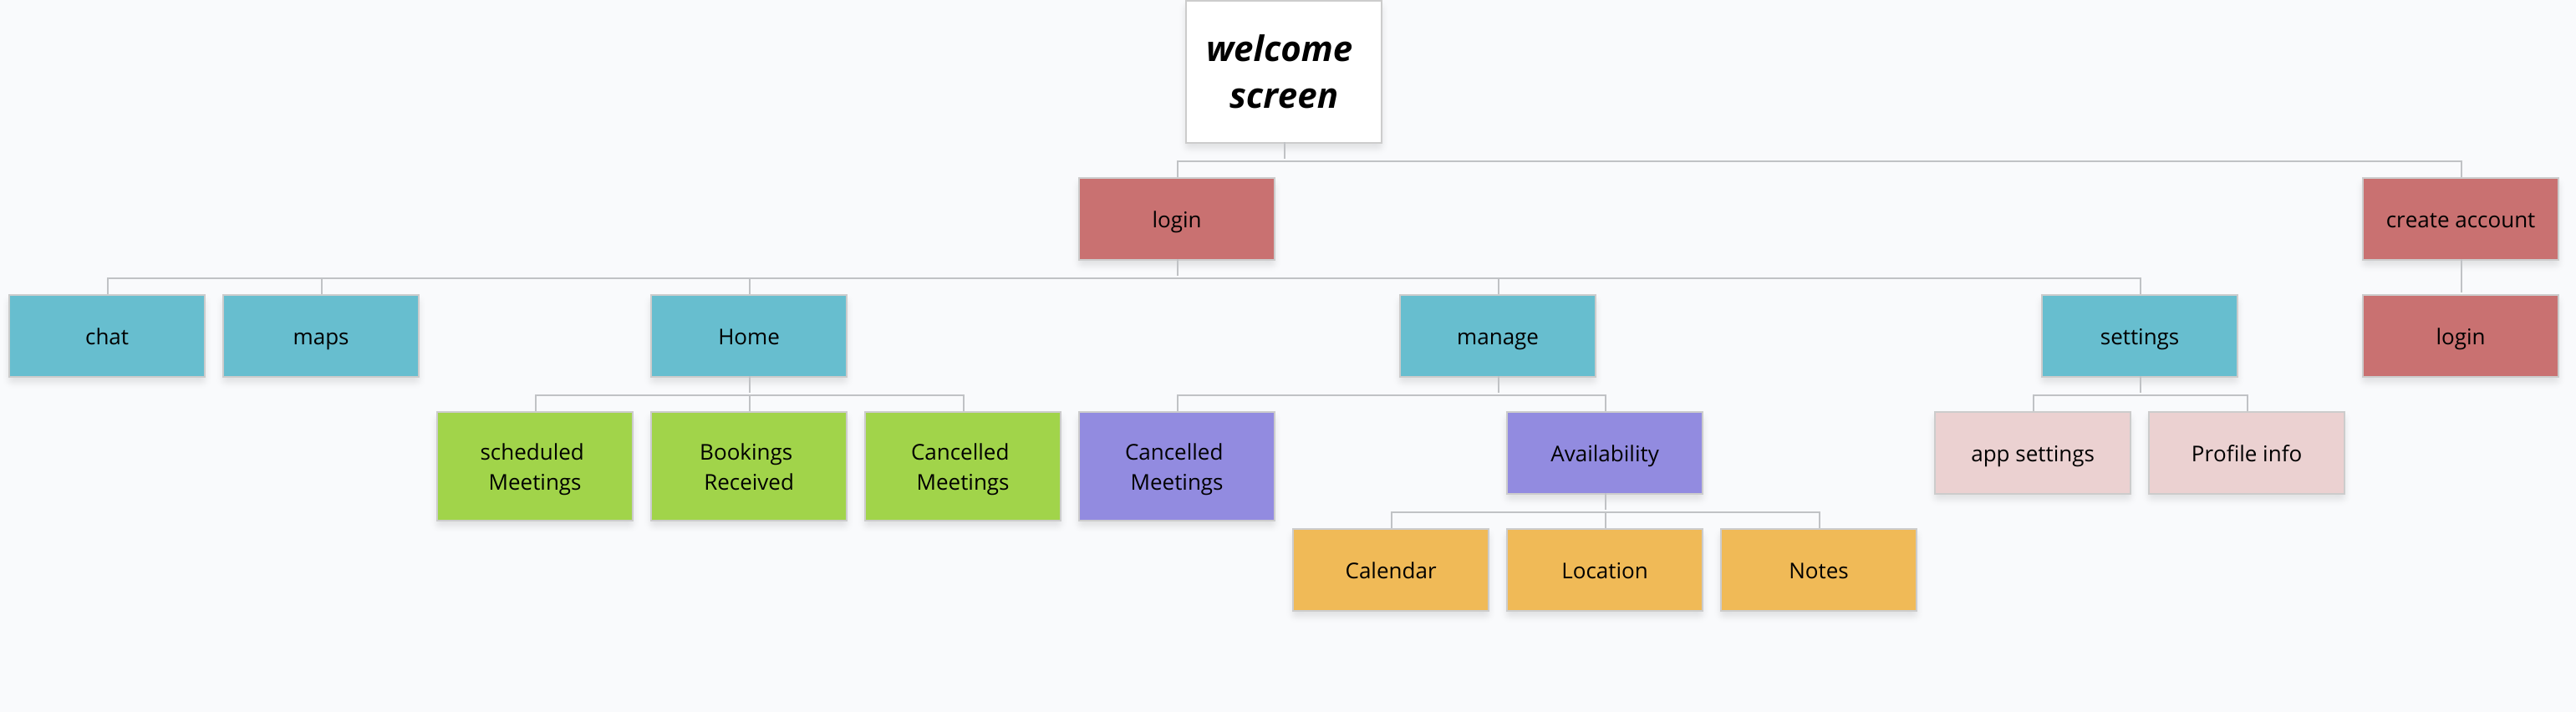 welcome
screen
login
create account
chat
maps
Home
manage
settings
login
scheduled
Meetings
Bookings
Received
Cancelled
Meetings
Cancelled
Meetings
Availability
app settings
Profile info
Calendar
Location
Notes